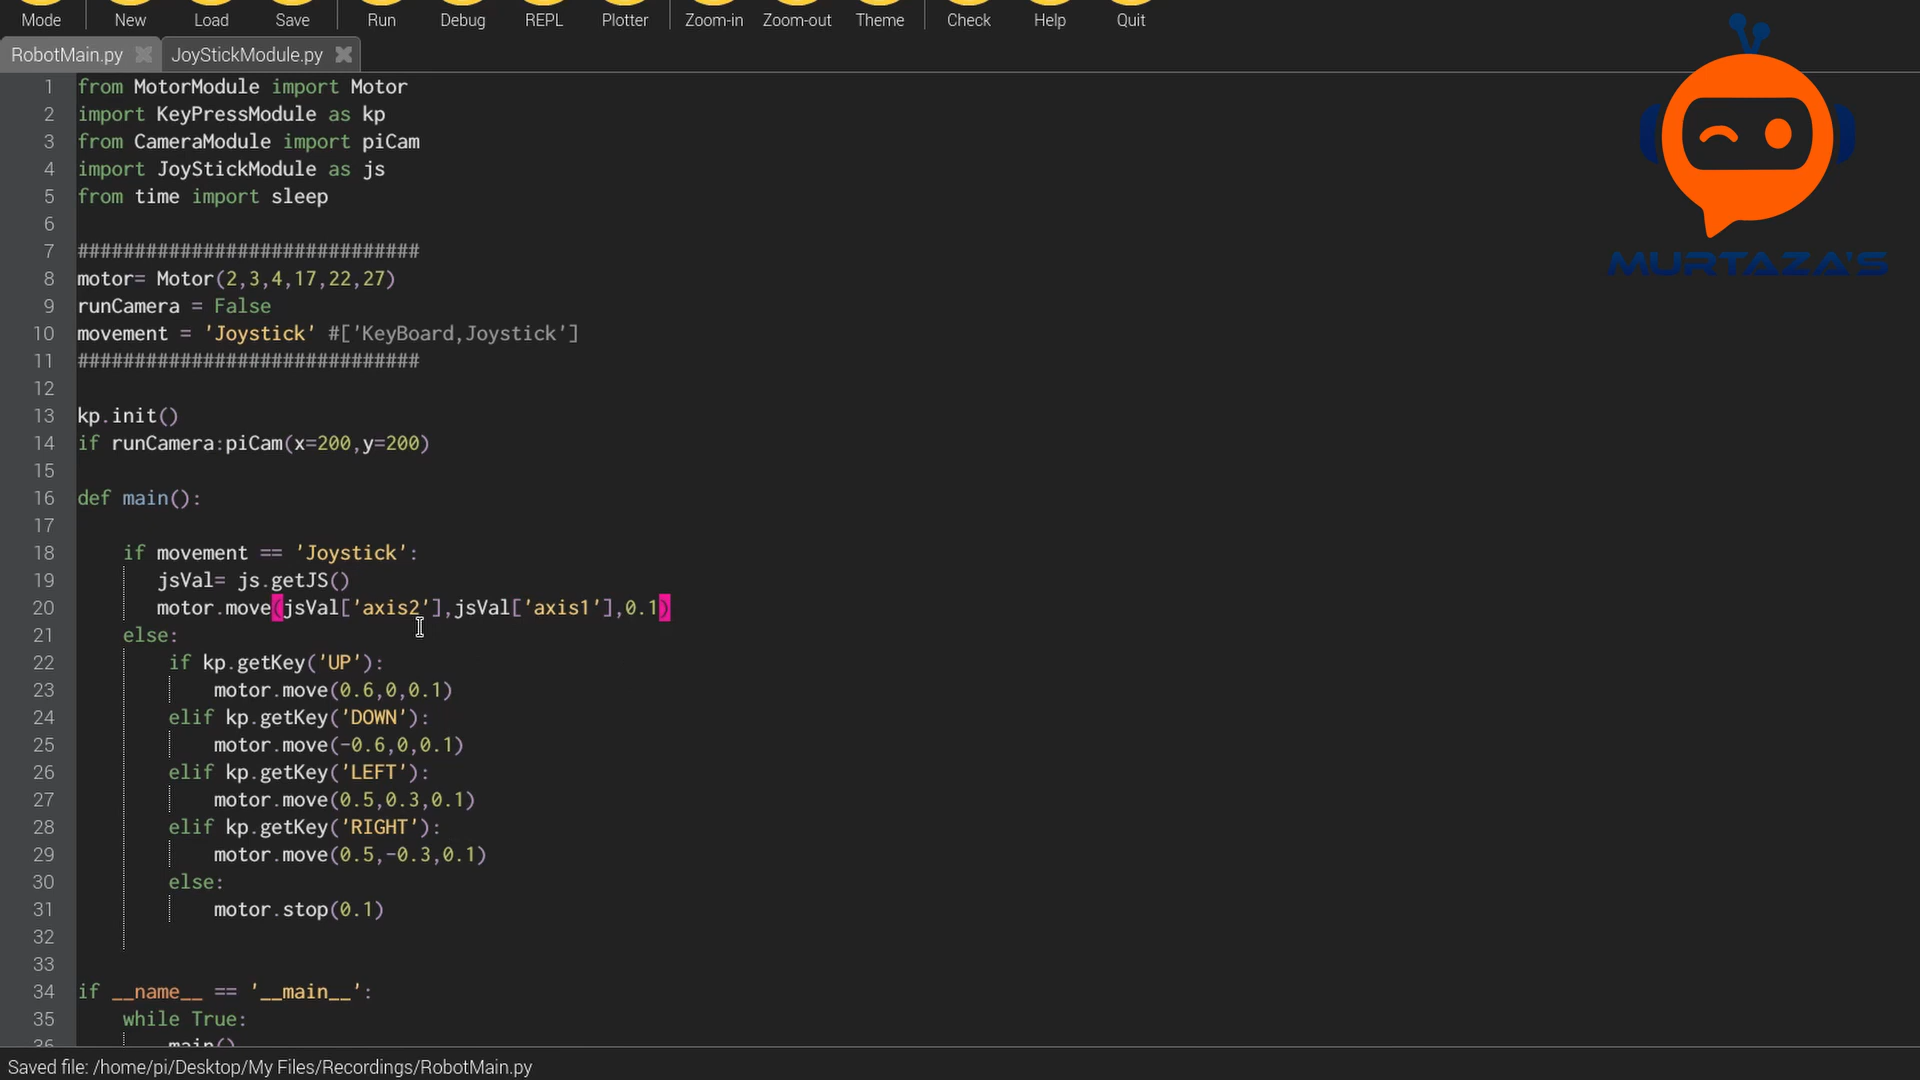 Mode New Load Save Run Debug REPL Plotter Zoom-in Zoom-out Theme Check Help Quit
RobotMain.py JoyStickModule.py
MURTAZA'S
1 from MotorModule import Motor
2 import KeyPressModule as kp
3 from CameraModule import piCam
4 import JoyStickModule as js
5 from time import sleep
6
7 ##############################
8 motor= Motor(2,3,4,17,22,27)
9 runCamera = False
10 movement = 'Joystick' #['KeyBoard,Joystick']
11 ##############################
12
13 kp.init()
14 if runCamera:piCam(x=200,y=200)
15
16 def main():
17
18 if movement == 'Joystick':
19 jsVal= js.getJS()
20 motor.move(jsVal['axis2'],jsVal['axis1'],0.1)
21 else:
22 if kp.getKey('UP'):
23 motor.move(0.6,0,0.1)
24 elif kp.getKey('DOWN'):
25 motor.move(-0.6,0,0.1)
26 elif kp.getKey('LEFT'):
27 motor.move(0.5,0.3,0.1)
28 elif kp.getKey('RIGHT'):
29 motor.move(0.5,-0.3,0.1)
30 else:
31 motor.stop(0.1)
32
33
34 if __name__ == '__main__':
35 while True:
36 main()
Saved file: /home/pi/Desktop/My Files/Recordings/RobotMain.py